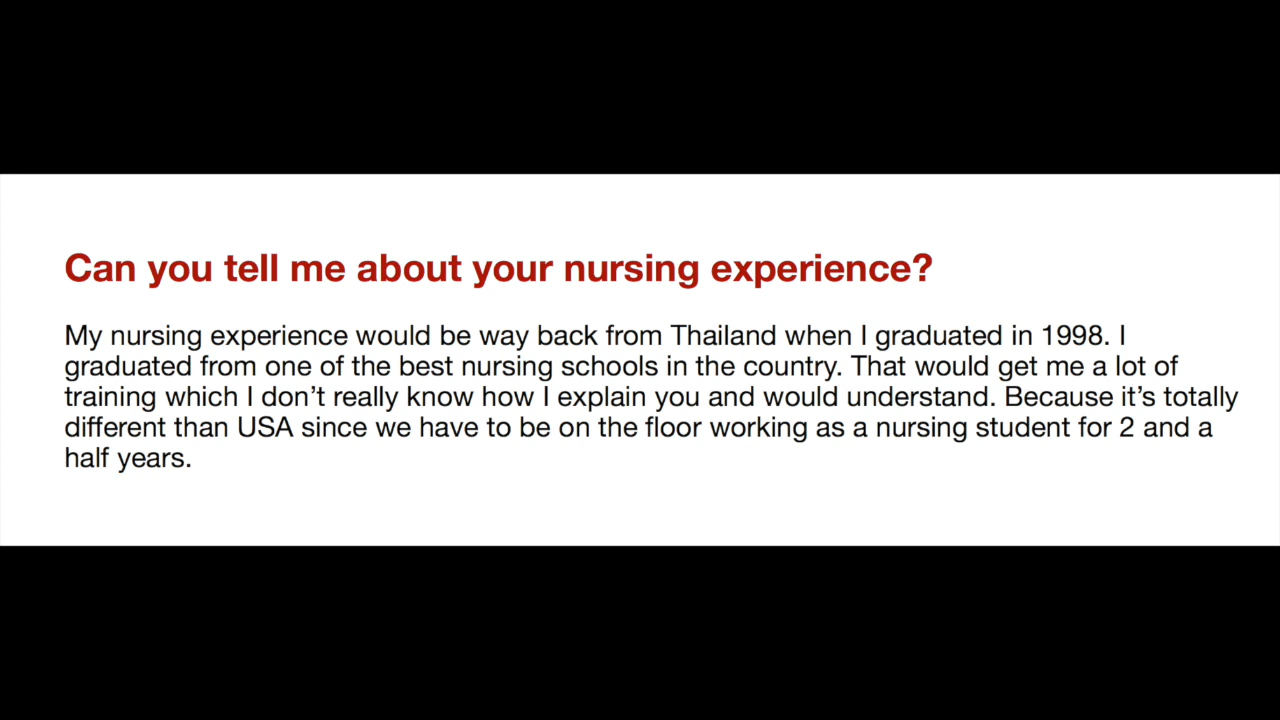 Can you tell me about your nursing experience?
My nursing experience would be way back from Thailand when I graduated in 1998. I
graduated from one of the best nursing schools in the country. That would get me a lot of
training which I don’t really know how I explain you and would understand. Because it’s totally
different than USA since we have to be on the floor working as a nursing student for 2 and a
half years.